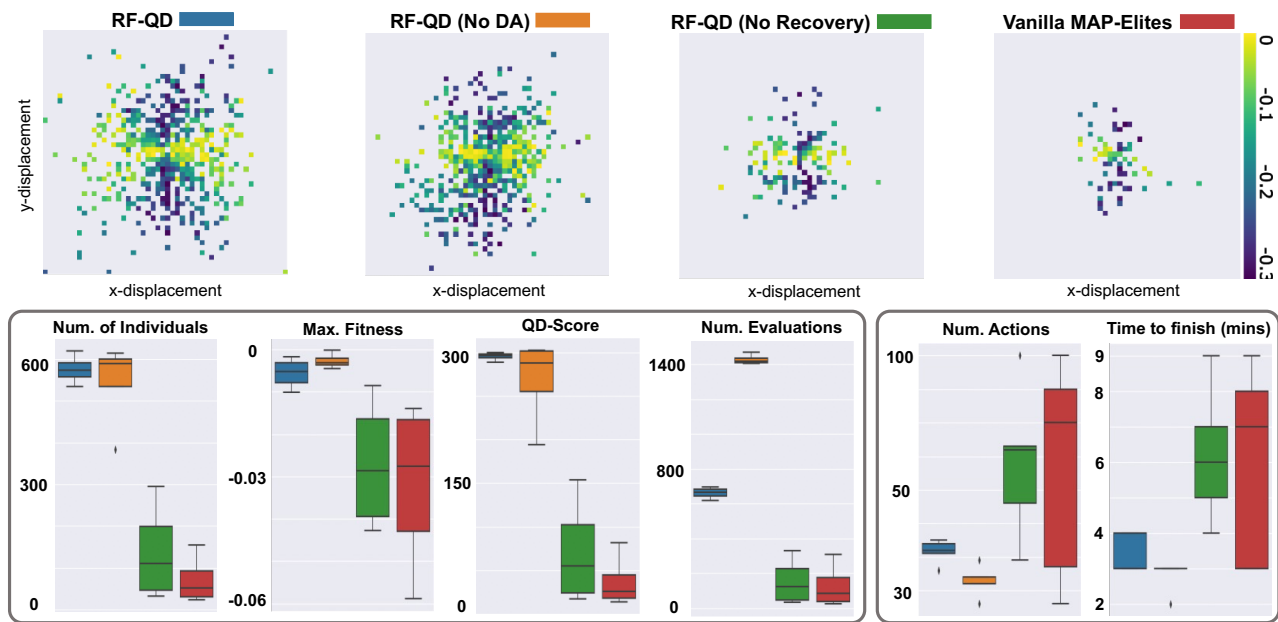 RF-QD
RF-QD (No DA)
RF-QD (No Recovery)
Vanilla MAP-Elites
y-displacement
0
-0.1
-0.2
-0.3
x-displacement
x-displacement
x-displacement
x-displacement
Num. of Individuals
600
300
0
Max. Fitness
0
-0.03
-0.06
QD-Score
300
150
0
Num. Evaluations
1400
800
0
Num. Actions
100
50
30
Time to finish (mins)
9
8
6
4
2